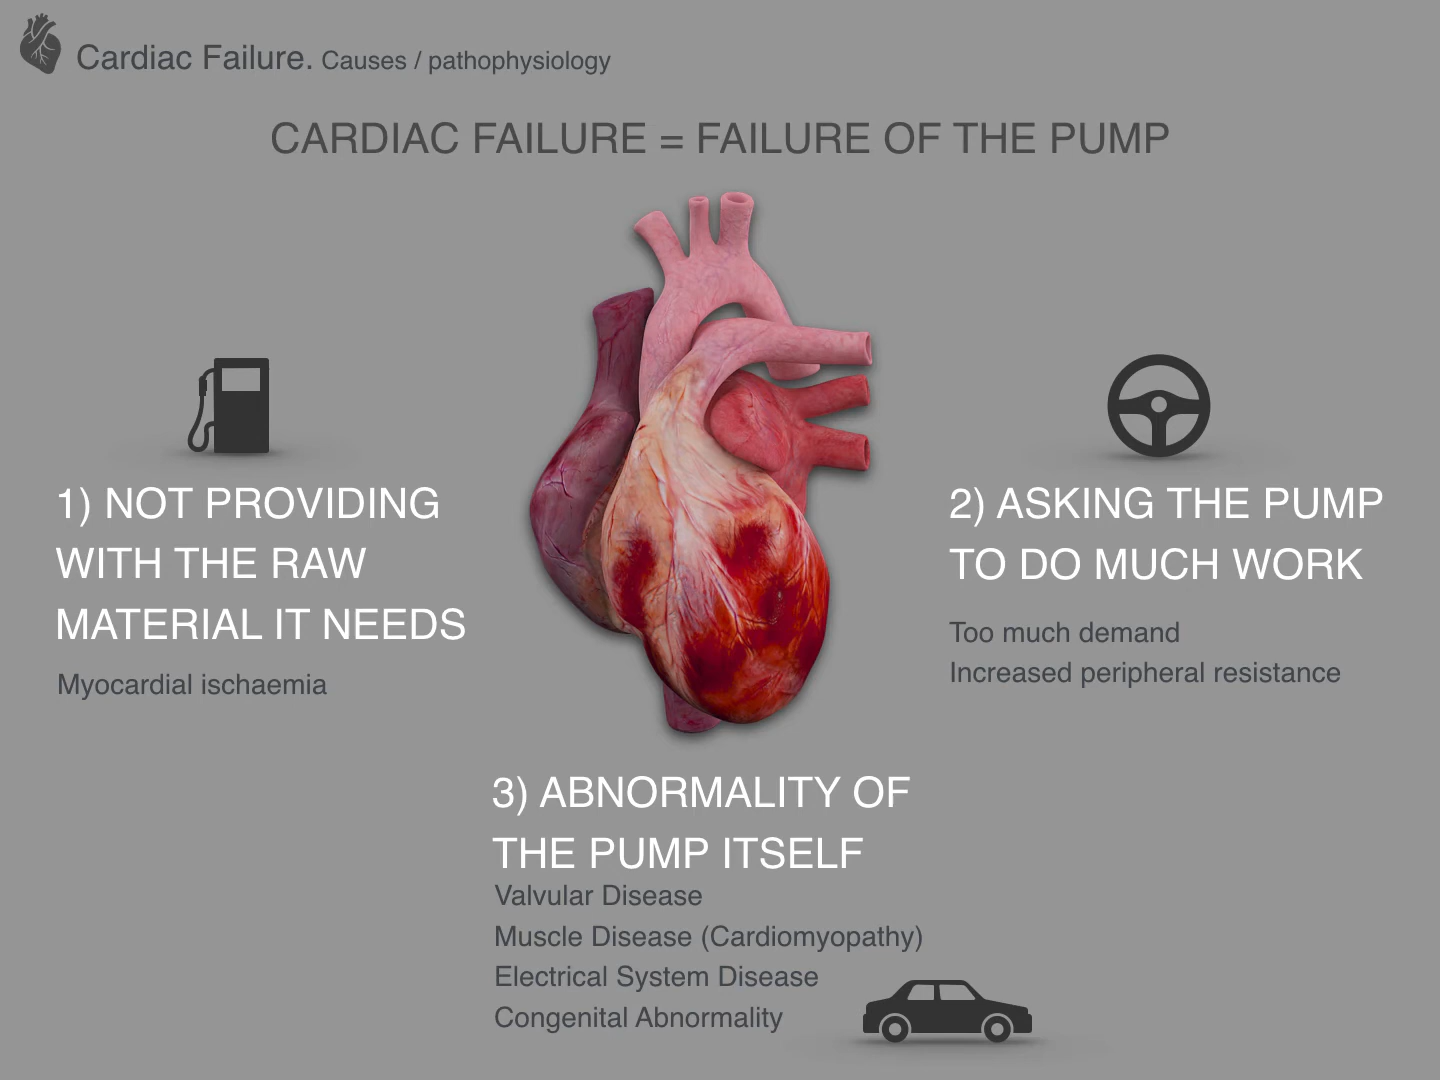 Cardiac Failure. Causes / pathophysiology
CARDIAC FAILURE = FAILURE OF THE PUMP
1) NOT PROVIDING
WITH THE RAW
MATERIAL IT NEEDS
Myocardial ischaemia
2) ASKING THE PUMP
TO DO MUCH WORK
Too much demand
Increased peripheral resistance
3) ABNORMALITY OF
THE PUMP ITSELF
Valvular Disease
Muscle Disease (Cardiomyopathy)
Electrical System Disease
Congenital Abnormality